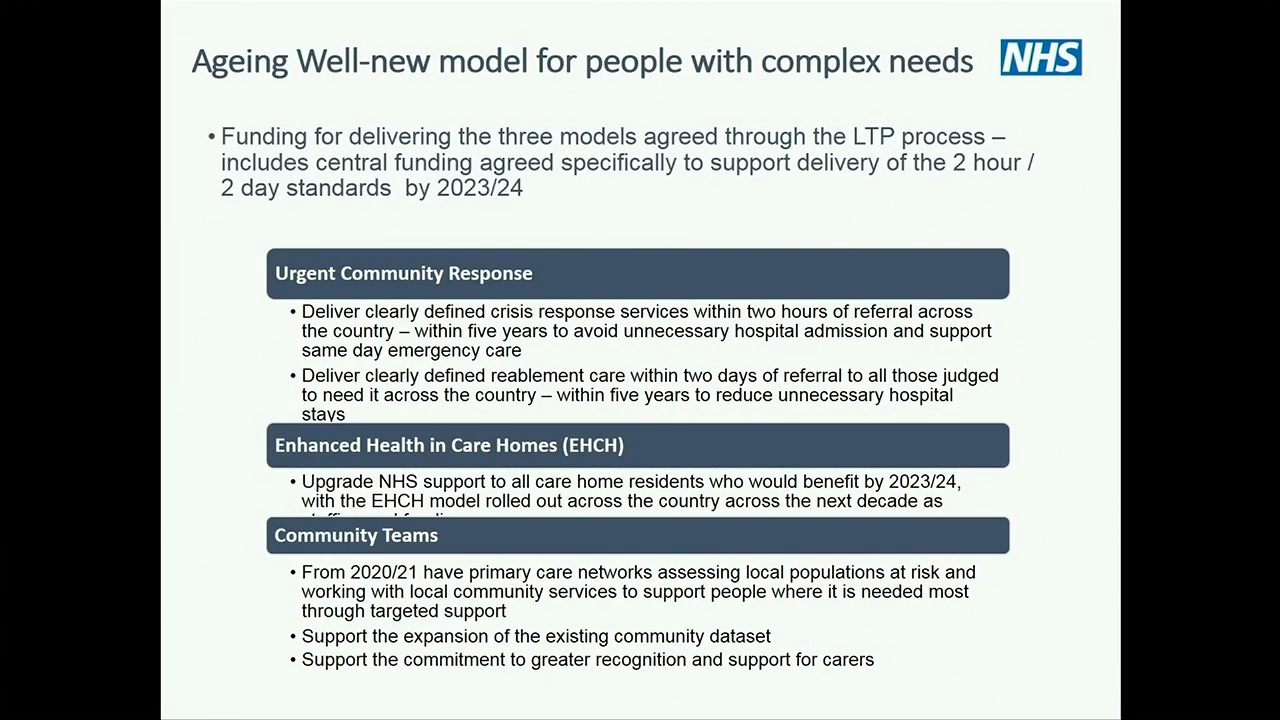 Ageing Well-new model for people with complex needs
NHS
• Funding for delivering the three models agreed through the LTP process –
includes central funding agreed specifically to support delivery of the 2 hour /
2 day standards  by 2023/24
Urgent Community Response
• Deliver clearly defined crisis response services within two hours of referral across
the country – within five years to avoid unnecessary hospital admission and support
same day emergency care
• Deliver clearly defined reablement care within two days of referral to all those judged
to need it across the country – within five years to reduce unnecessary hospital
stays
Enhanced Health in Care Homes (EHCH)
• Upgrade NHS support to all care home residents who would benefit by 2023/24,
with the EHCH model rolled out across the country across the next decade as
Community Teams
• From 2020/21 have primary care networks assessing local populations at risk and
working with local community services to support people where it is needed most
through targeted support
• Support the expansion of the existing community dataset
• Support the commitment to greater recognition and support for carers